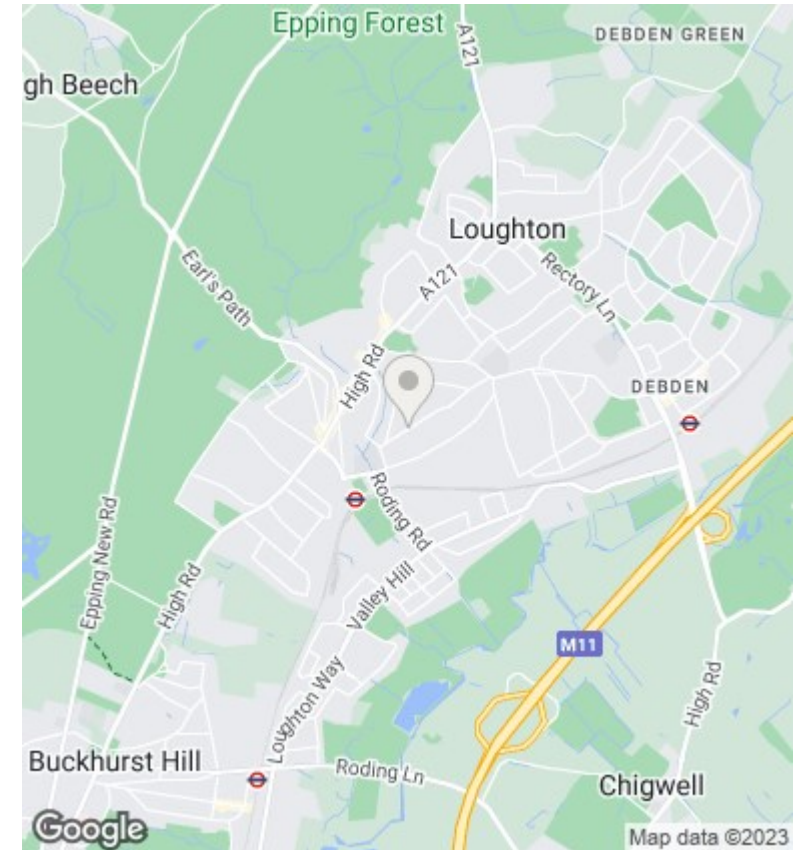 Epping Forest
A121
DEBDEN GREEN
gh Beech
Loughton
Earl's Path
A121
Rectory Ln
High Rd
DEBDEN
Roding Rd
Epping New Rd
High Rd
Valley Hill
M11
Loughton Way
High Rd
Buckhurst Hill
Roding Ln
Chigwell
Google
Map data ©2023